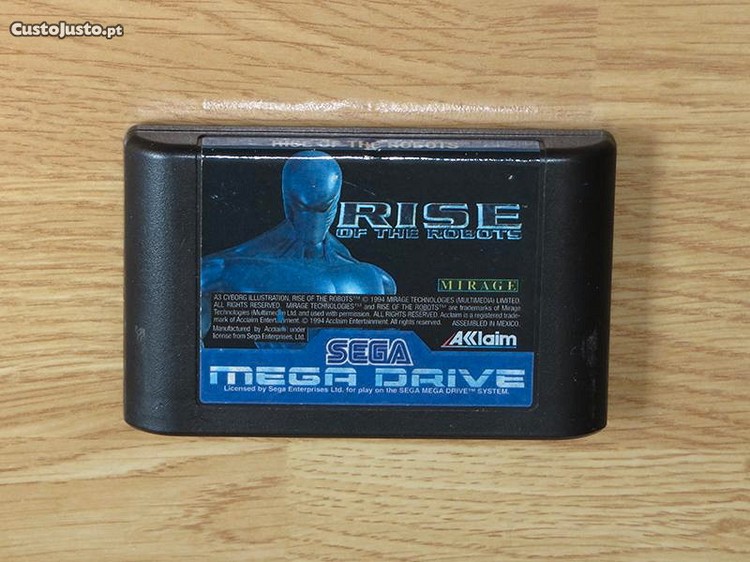 CustoJusto.pt
RISE OF THE ROBOTS
RISE™
OF THE ROBOTS
MIRAGE
A3 CYBORG ILLUSTRATION, RISE OF THE ROBOTS™ © 1994 MIRAGE TECHNOLOGIES (MULTIMEDIA) LIMITED.
ALL RIGHTS RESERVED. MIRAGE TECHNOLOGIES™ and RISE OF THE ROBOTS™ are trademarks of Mirage
Technologies (Multimedia) Ltd, and used with permission. ALL RIGHTS RESERVED. Acclaim is a registered trade-
mark of Acclaim Entertainment. © 1994 Acclaim Entertainment. All rights reserved. ASSEMBLED IN MEXICO.
Manufactured by Acclaim under
license from Sega Enterprises, Ltd.
AKKlaim
SEGA
MEGA DRIVE
Licensed by Sega Enterprises Ltd. for play on the SEGA MEGA DRIVE™ SYSTEM.